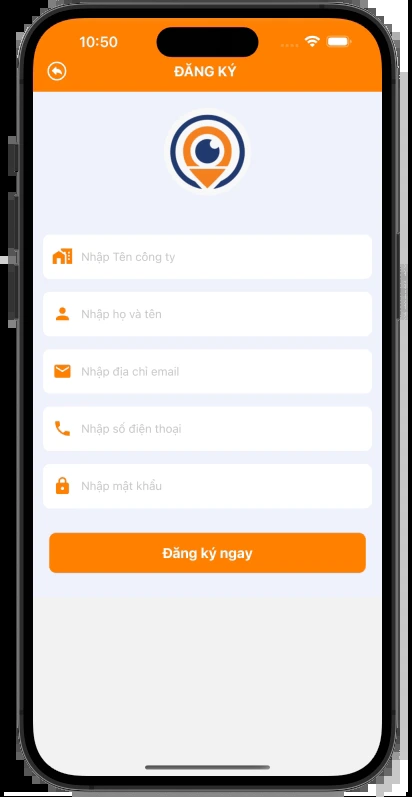 10:50
ĐĂNG KÝ
Nhập Tên công ty
Nhập họ và tên
Nhập địa chỉ email
Nhập số điện thoại
Nhập mật khẩu
Đăng ký ngay